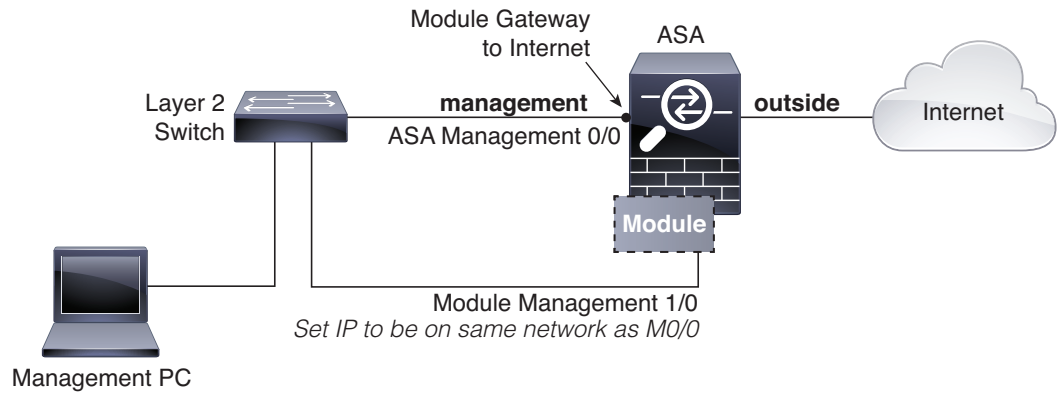 Module Gateway
to Internet
ASA
Layer 2
Switch
management
ASA Management 0/0
outside
Internet
Module
Module Management 1/0
Set IP to be on same network as M0/0
Management PC